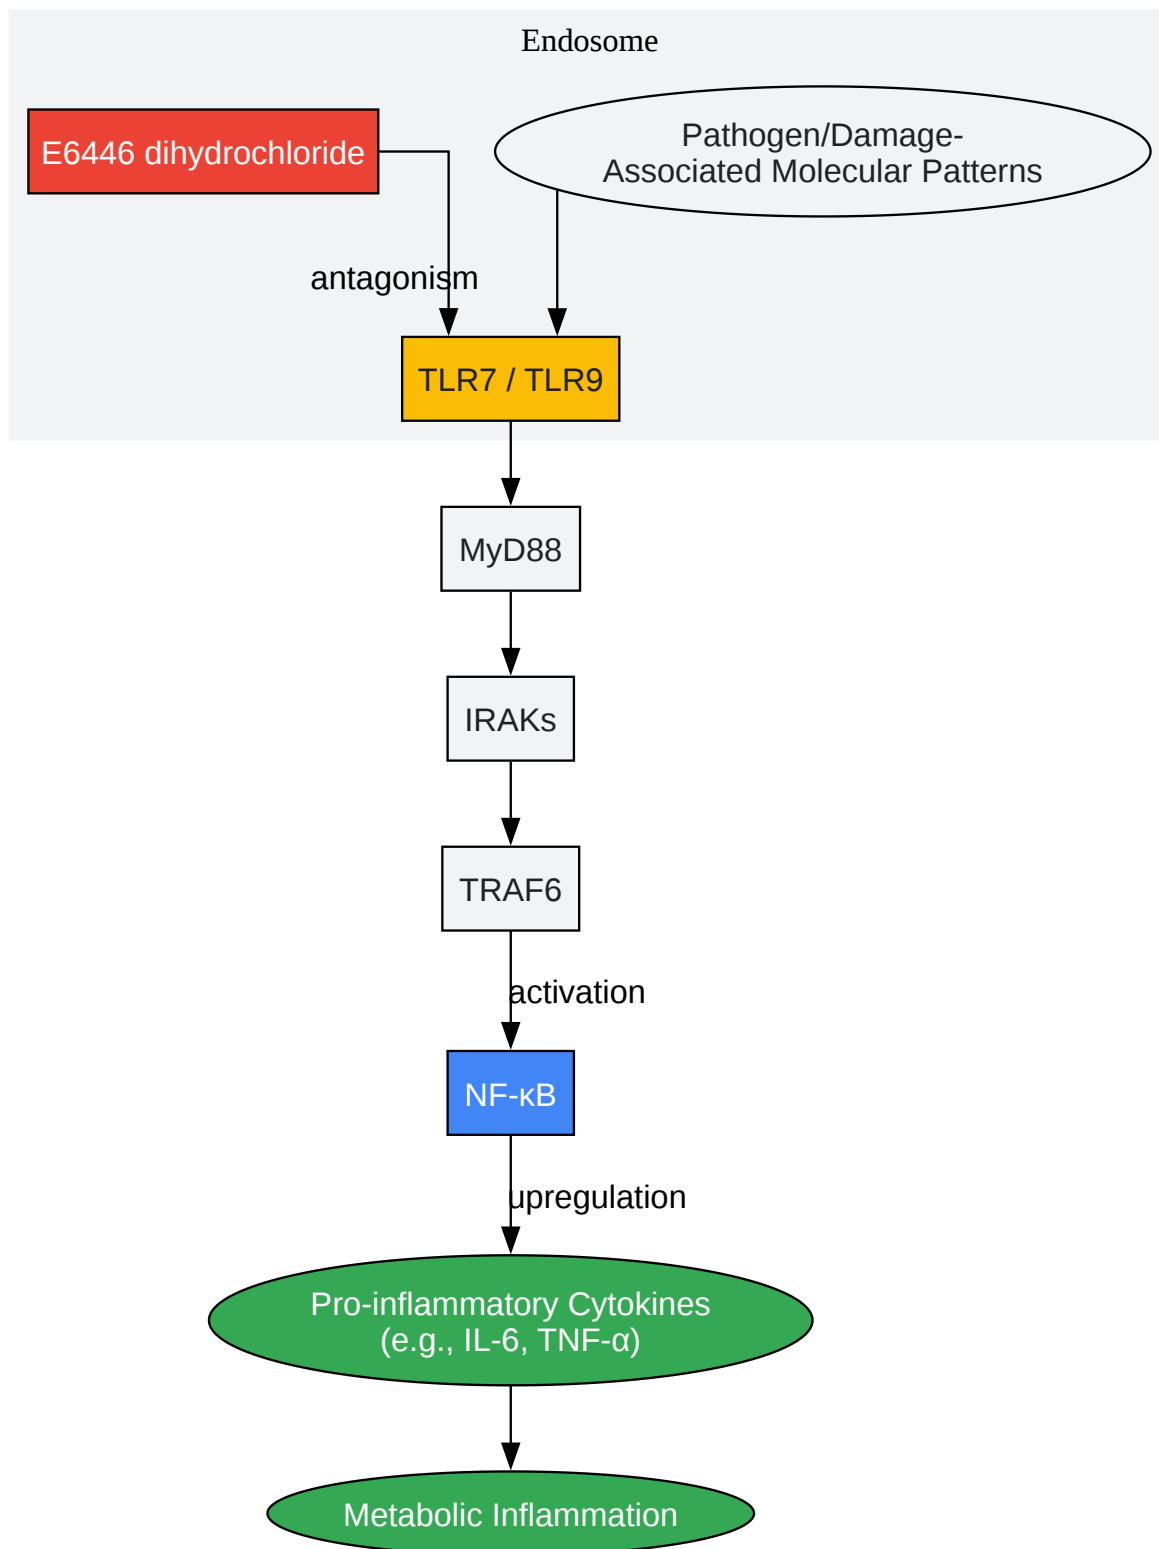 Endosome
E6446 dihydrochloride
Pathogen/Damage-
Associated Molecular Patterns
antagonism
TLR7 / TLR9
MyD88
IRAKs
TRAF6
activation
NF-κB
upregulation
Pro-inflammatory Cytokines
(e.g., IL-6, TNF-α)
Metabolic Inflammation